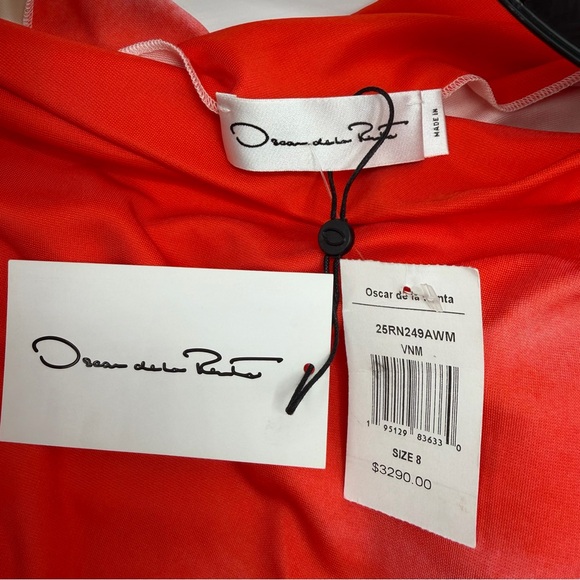 Oscar de la Renta
MADE IN
Oscar de la Renta
Oscar de la Renta
25RN249AWM
VNM
1 95129 83633 0
SIZE 8
$3290.00